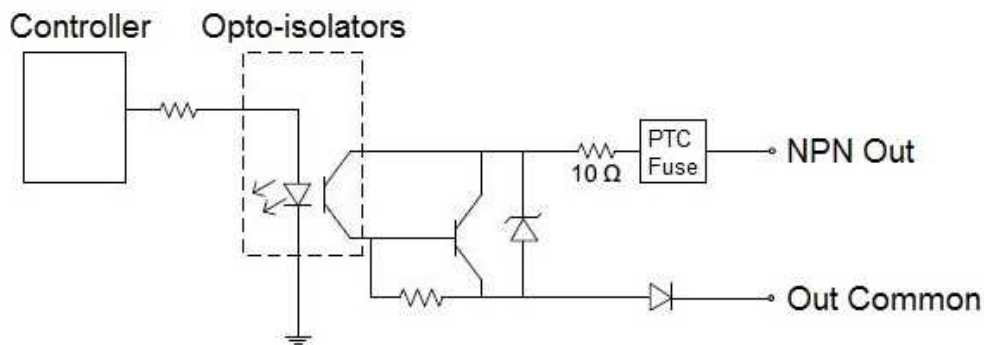 Controller
Opto-isolators
PTC
Fuse
10 Ω
NPN Out
Out Common